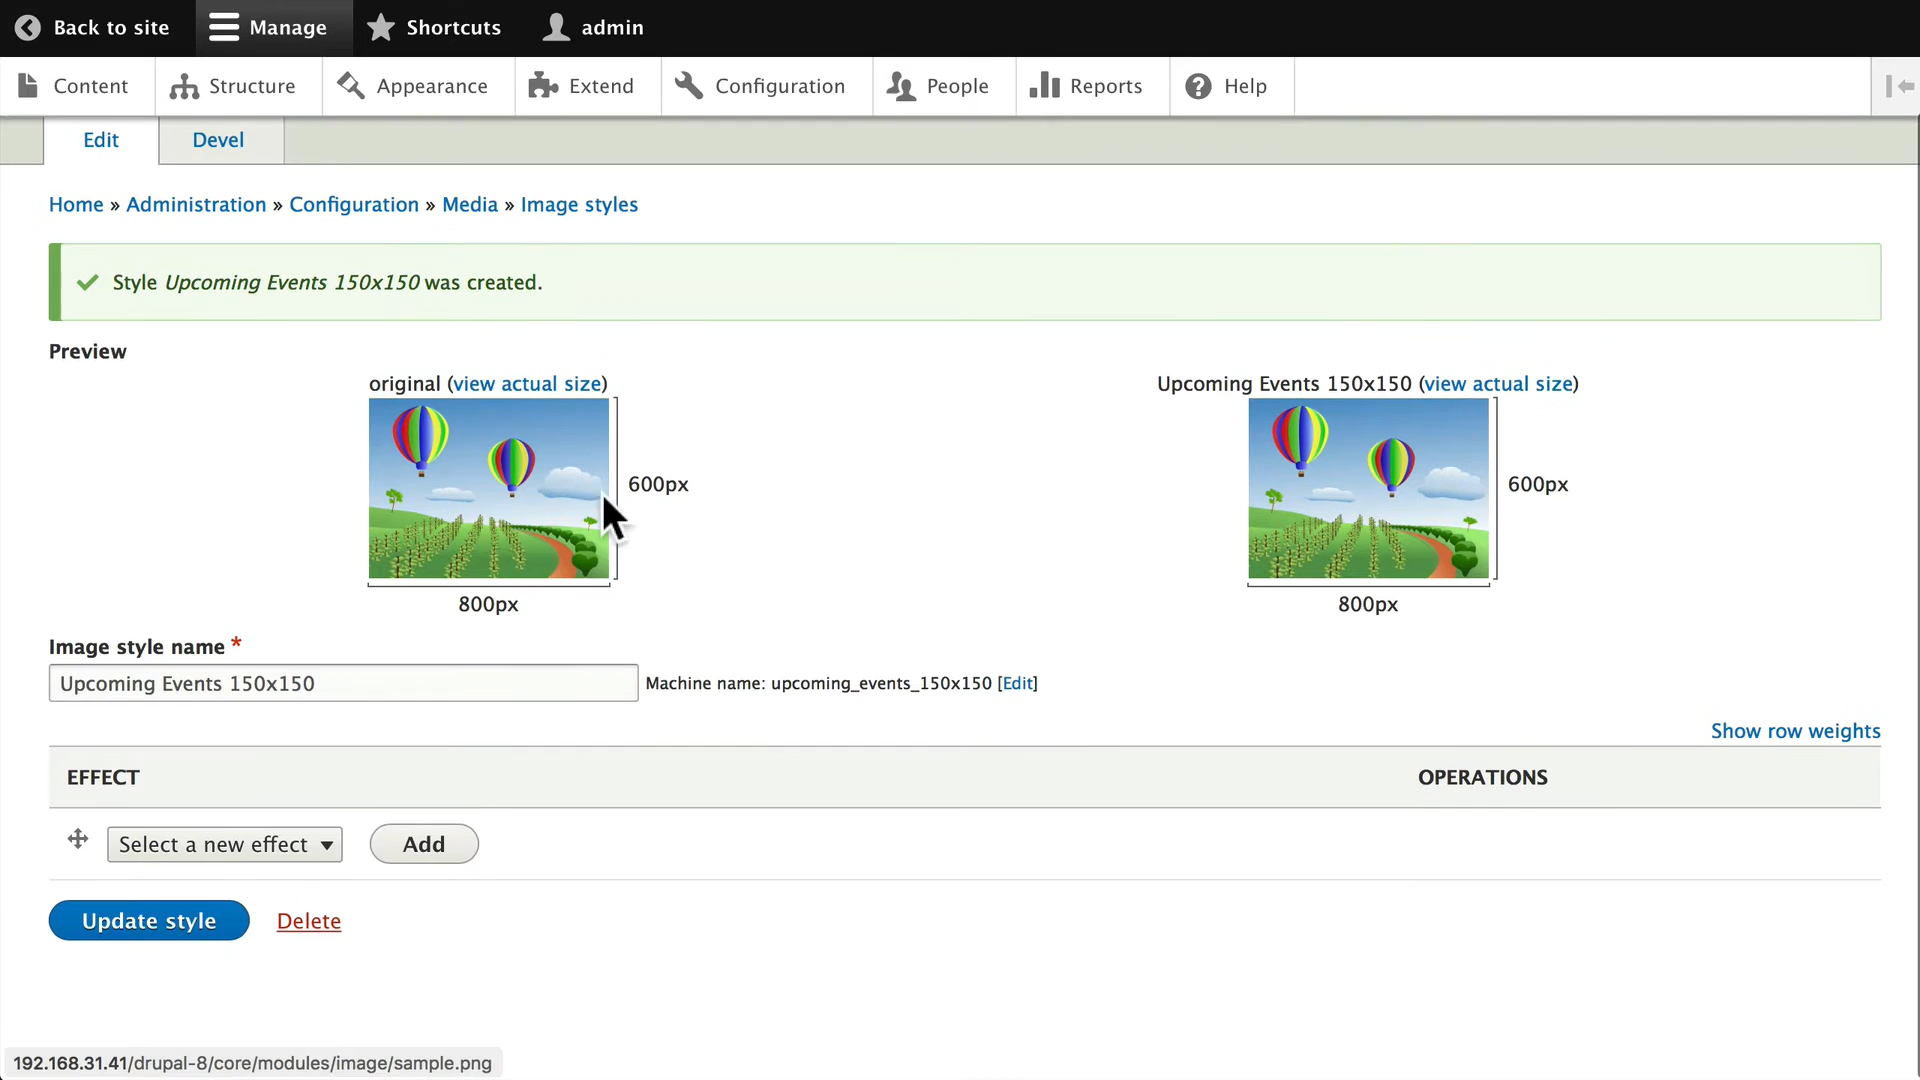 Back to site Manage Shortcuts admin
Content Structure Appearance Extend Configuration People Reports Help
Edit Devel
Home » Administration » Configuration » Media » Image styles
Style Upcoming Events 150x150 was created.
Preview
original (view actual size) Upcoming Events 150x150 (view actual size)
600px 600px
800px 800px
Image style name *
Upcoming Events 150x150 Machine name: upcoming_events_150x150 [Edit]
Show row weights
EFFECT OPERATIONS
Select a new effect Add
Update style Delete
192.168.31.41/drupal-8/core/modules/image/sample.png